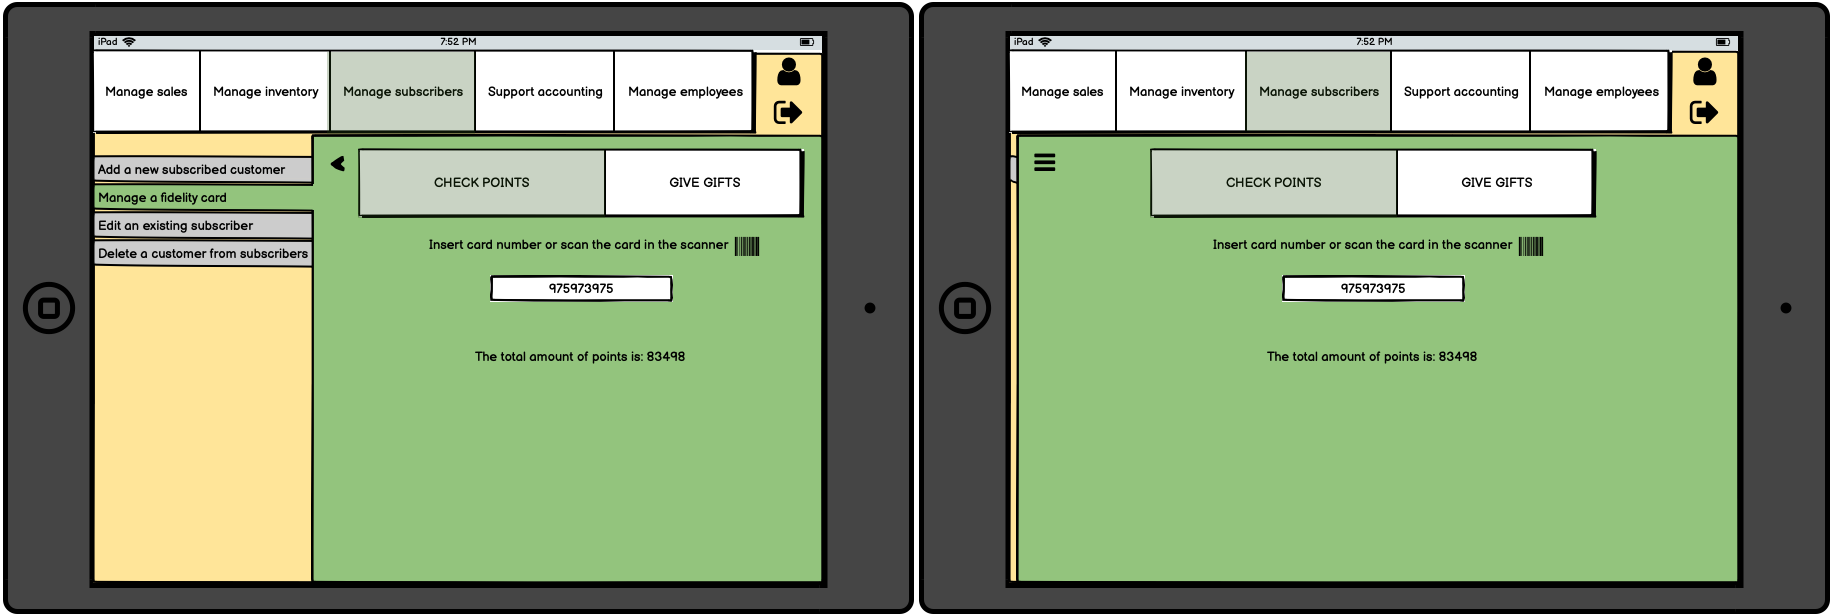 iPad
7:52 PM
Manage sales
Manage inventory
Manage subscribers
Support accounting
Manage employees
Add a new subscribed customer
Manage a fidelity card
Edit an existing subscriber
Delete a customer from subscribers
CHECK POINTS
GIVE GIFTS
Insert card number or scan the card in the scanner
975973975
The total amount of points is: 83498
iPad
7:52 PM
Manage sales
Manage inventory
Manage subscribers
Support accounting
Manage employees
CHECK POINTS
GIVE GIFTS
Insert card number or scan the card in the scanner
975973975
The total amount of points is: 83498